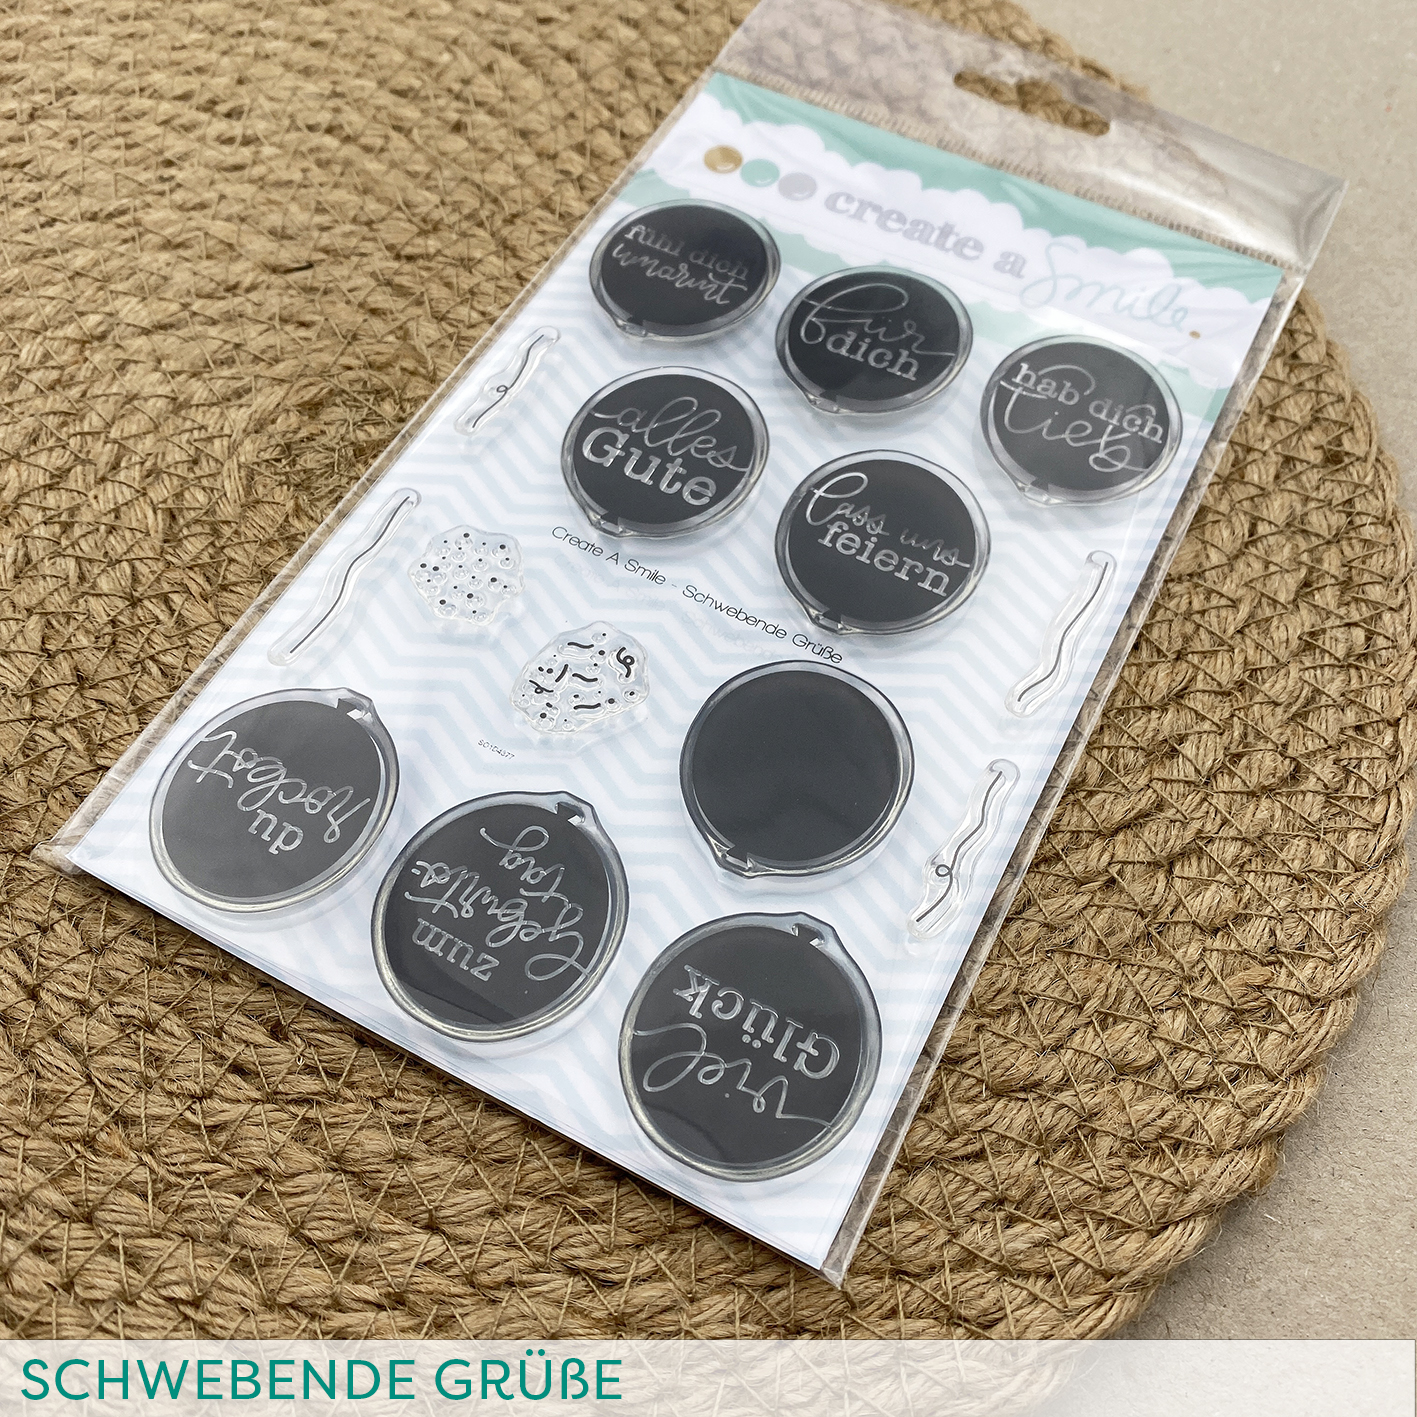 create a Smile
fühl dich
umarmt
für
dich
hab dich
lieb
alles
Gute
lass uns
feiern
Create A Smile - Schwebende Grüße
du
rockst
zum
Geburts-
tag
viel
Glück
SCHWEBENDE GRÜßE